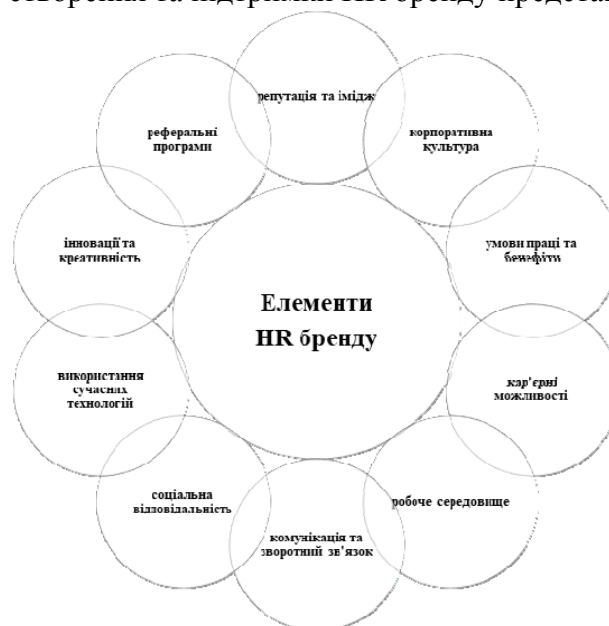 створення та підтримки HR бренду предста
репутація та імідж
корпоративна
культура
умови праці та
бенефіти
кар'єрні
можливості
робоче середовище
комунікація та
зворотний зв'язок
соціальна
відповідальність
використання
сучасних
технологій
інновації та
креативність
реферальні
програми
Елементи
HR бренду